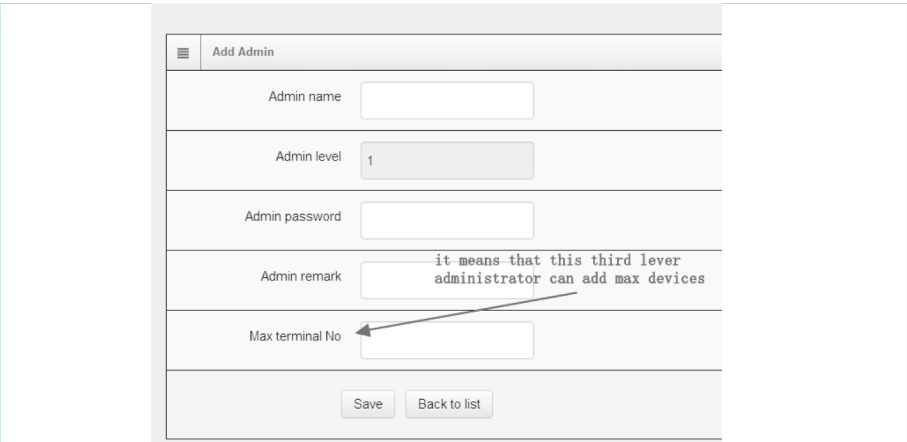 Add Admin
Admin name
Admin level
1
Admin password
it means that this third lever
administrator can add max devices
Admin remark
Max terminal No
Save
Back to list